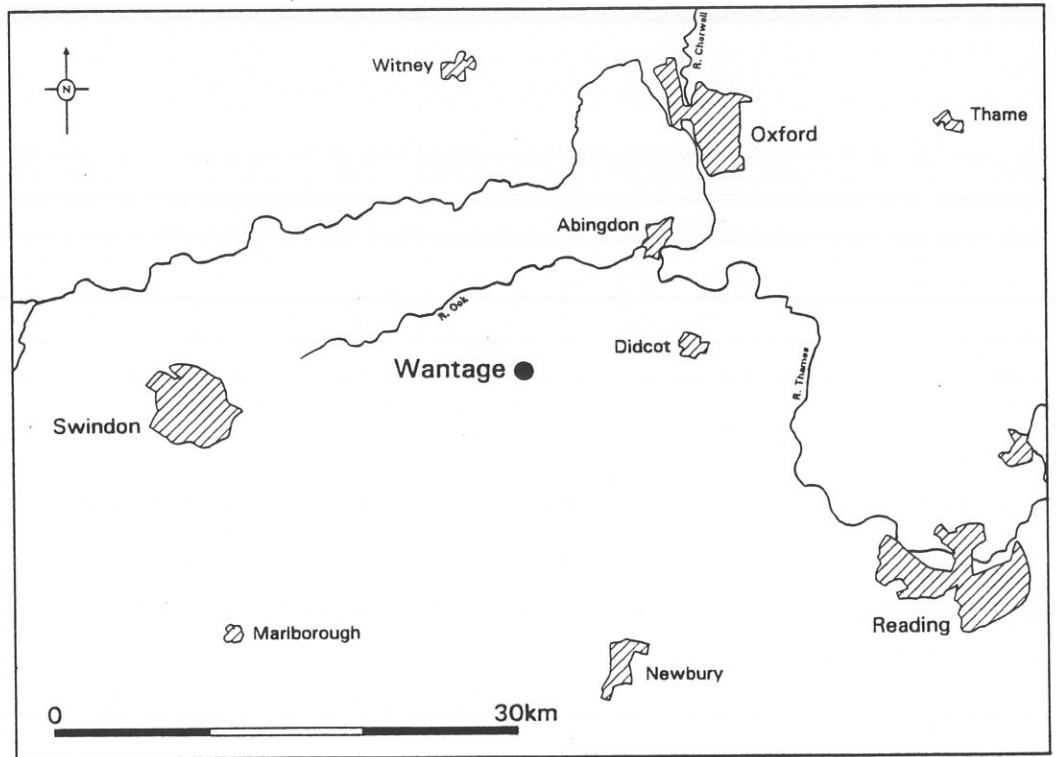 R. Cherwell
Witney
N
Thame
Oxford
Abingdon
R. Ock
Didcot
Wantage
R. Thames
Swindon
Marlborough
Reading
Newbury
0 30km